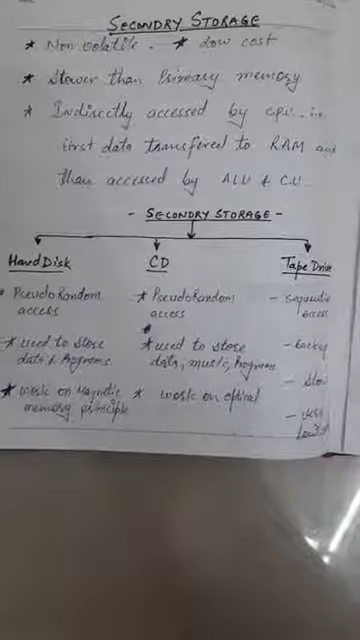 SECONDRY STORAGE
* Non volatile. * Low cost
* Slower than Primary memory
* Indirectly accessed by cpu.. i.e.
First data transferred to RAM and
than accessed by ALU & C.U.
- SECONDRY STORAGE -
Hard Disk CD Tape Drive
* Pseudo Random * Pseudo Random - Sequential
access access access
* used to store * used to store - Backup
data & Programs data, music, Programs
- Slow
* work on Magnetic * work on optical
memory principle